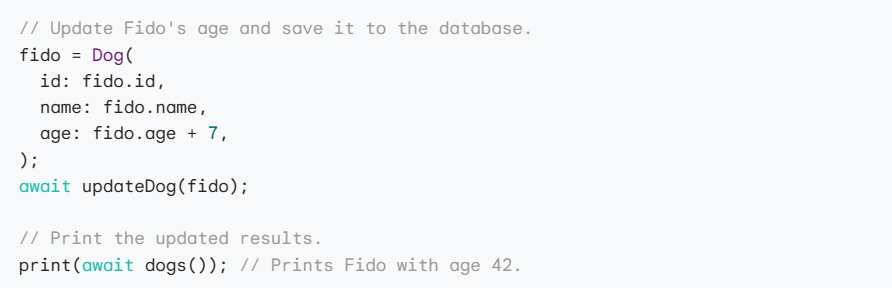 // Update Fido's age and save it to the database.
fido = Dog(
  id: fido.id,
  name: fido.name,
  age: fido.age + 7,
);
await updateDog(fido);

// Print the updated results.
print(await dogs()); // Prints Fido with age 42.